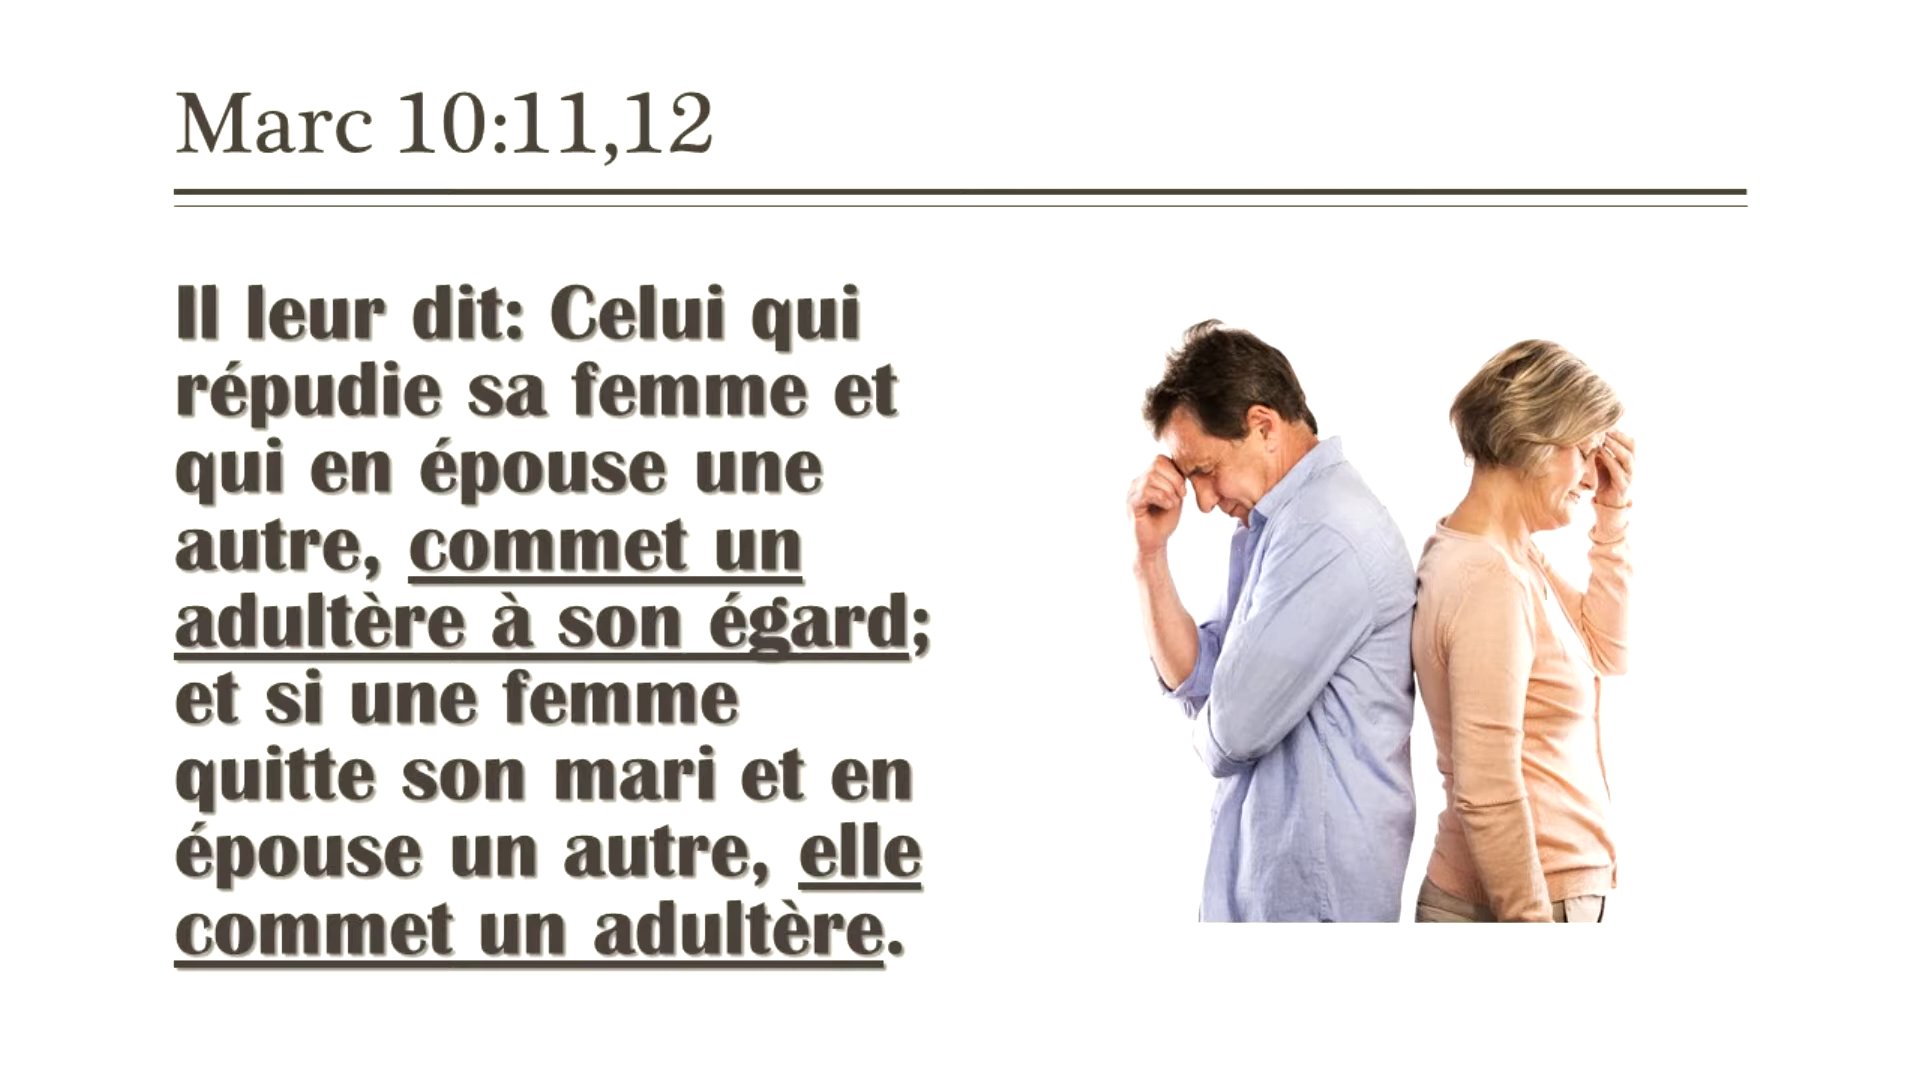 Marc 10:11,12
Il leur dit: Celui qui
répudie sa femme et
qui en épouse une
autre, commet un
adultère à son égard;
et si une femme
quitte son mari et en
épouse un autre, elle
commet un adultère.